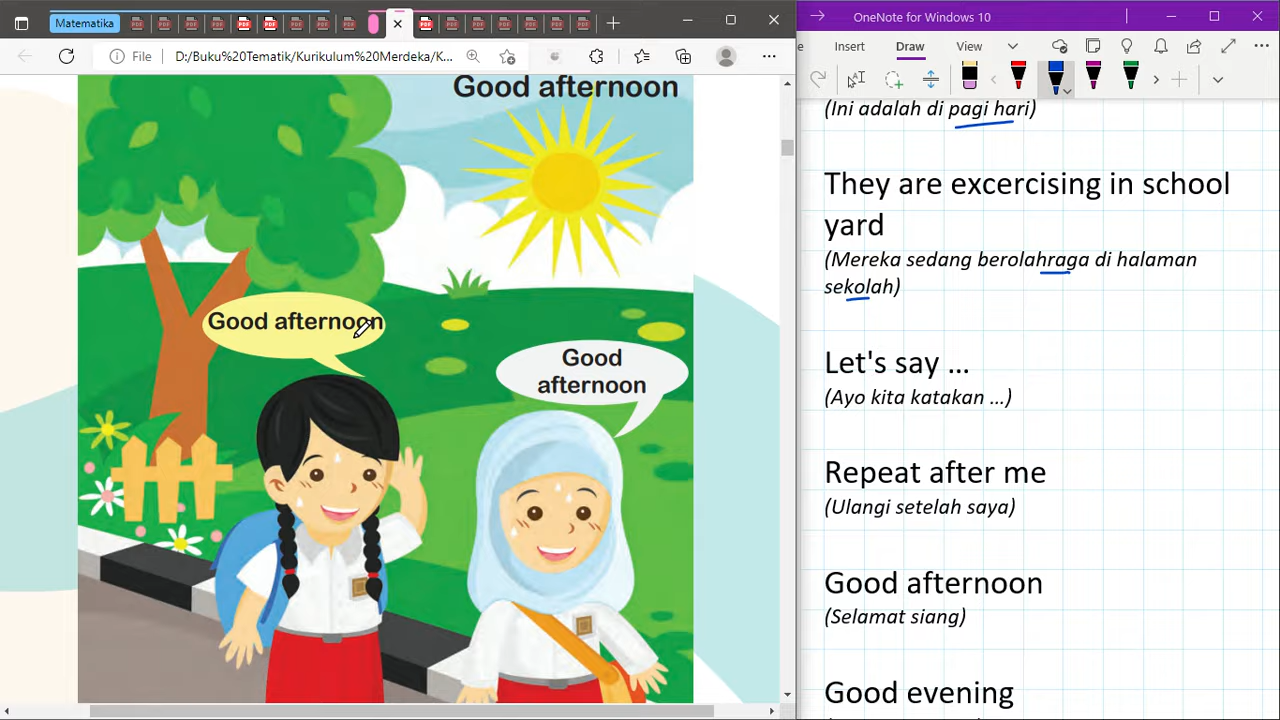 Matematika
File
D:/Buku%20Tematik/Kurikulum%20Merdeka/K...
Good afternoon
Good afternoon
Good
afternoon
OneNote for Windows 10
e
Insert
Draw
View
(Ini adalah di pagi hari)
They are excercising in school
yard
(Mereka sedang berolahraga di halaman
sekolah)
Let's say ...
(Ayo kita katakan ...)
Repeat after me
(Ulangi setelah saya)
Good afternoon
(Selamat siang)
Good evening